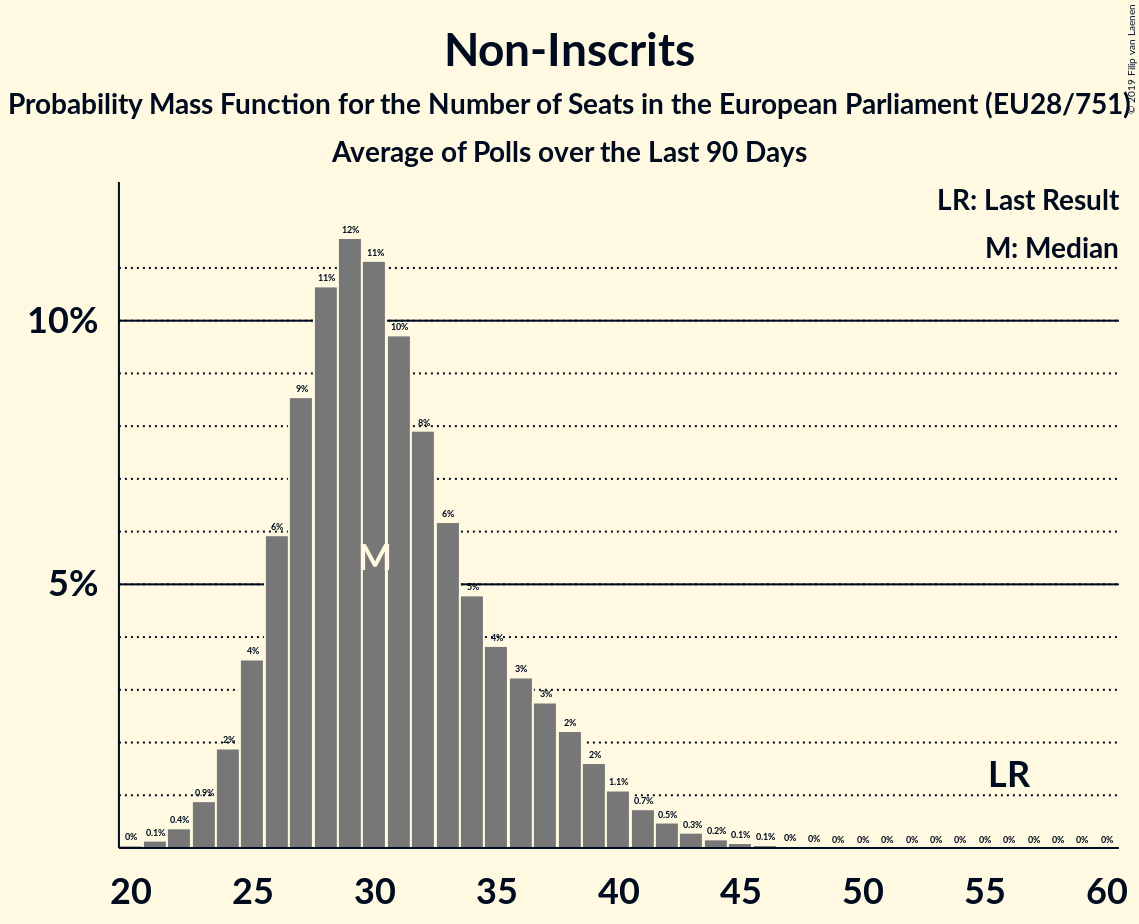 Non-Inscrits
Probability Mass Function for the Number of Seats in the European Parliament (EU28/751)
© 2019 Filip van Laenen
Average of Polls over the Last 90 Days
LR: Last Result
M: Median
12%
11%
11%
10%
10%
9%
8%
6%
6%
M
5%
5%
4%
4%
3%
3%
2%
2%
2%
LR
1.1%
0.9%
0.7%
0.5%
0.4%
0.3%
0.2%
0% 0.1% 0.1% 0.1% 0% 0% 0% 0% 0% 0% 0% 0% 0% 0% 0% 0% 0% 0%
20 25 30 35 40 45 50 55 60